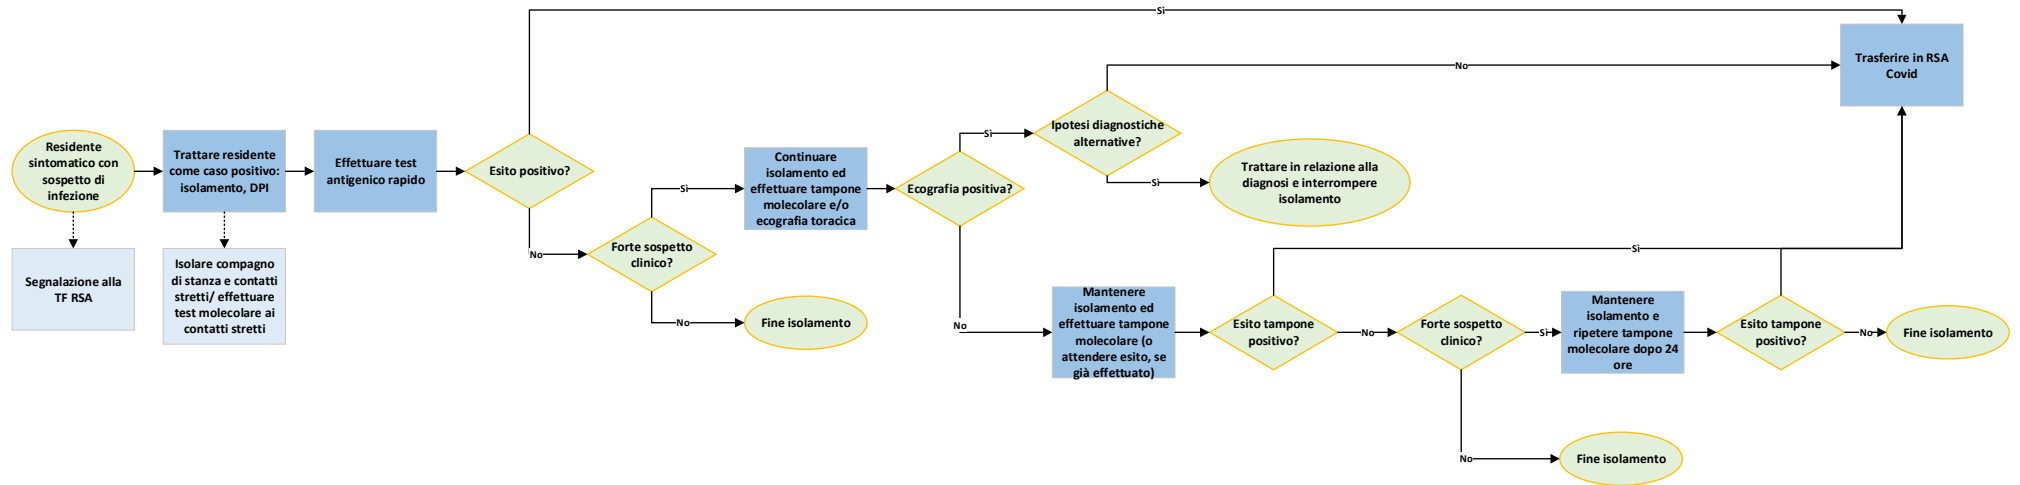 Residente
sintomatico con
sospetto di
infezione
Segnalazione alla
TF RSA
Trattare residente
come caso positivo:
isolamento, DPI
Isolare compagno
di stanza e contatti
stretti/ effettuare
test molecolare ai
contatti stretti
Effettuare test
antigenico rapido
Esito positivo?
Sì
No
Forte sospetto
clinico?
Sì
No
Fine isolamento
Continuare
isolamento ed
effettuare tampone
molecolare e/o
ecografia toracica
Ecografia positiva?
Sì
No
Ipotesi diagnostiche
alternative?
No
Sì
Trattare in relazione alla
diagnosi e interrompere
isolamento
Trasferire in RSA
Covid
Mantenere
isolamento ed
effettuare tampone
molecolare (o
attendere esito, se
già effettuato)
Esito tampone
positivo?
Sì
No
Forte sospetto
clinico?
Sì
No
Fine isolamento
Mantenere
isolamento e
ripetere tampone
molecolare dopo 24
ore
Esito tampone
positivo?
No
Fine isolamento